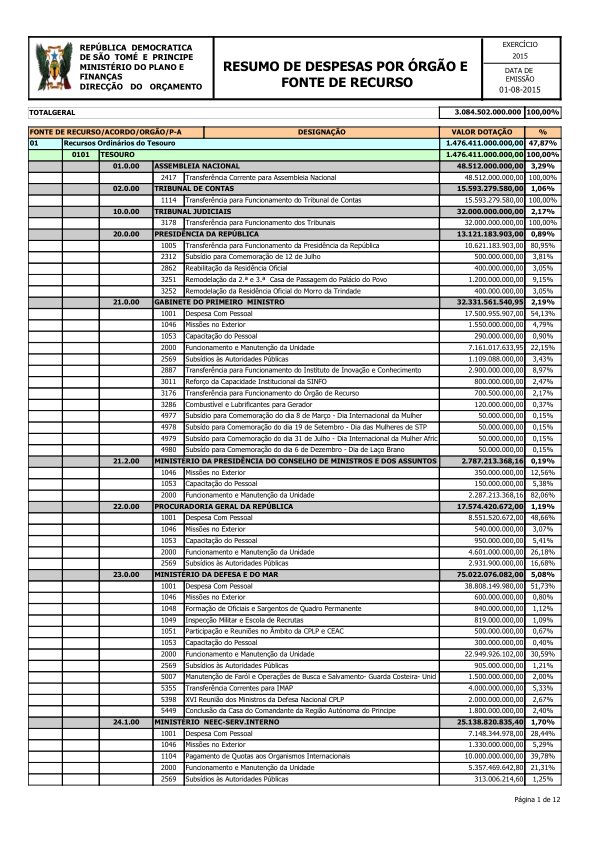 REPÚBLICA DEMOCRATICA
DE SÃO TOMÉ E PRINCIPE
MINISTÉRIO DO PLANO E
FINANÇAS
DIRECÇÃO DO ORÇAMENTO
RESUMO DE DESPESAS POR ÓRGÃO E
FONTE DE RECURSO
EXERCÍCIO
2015
DATA DE
EMISSÃO
01-08-2015
TOTALGERAL 3.084.502.000.000 100,00%
FONTE DE RECURSO/ACORDO/ORGÃO/P-A DESIGNAÇÃO VALOR DOTAÇÃO %
01 Recursos Ordinários do Tesouro 1.476.411.000.000,00 47,87%
0101 TESOURO 1.476.411.000.000,00 100,00%
01.0.00 ASSEMBLEIA NACIONAL 48.512.000.000,00 3,29%
2417 Transferência Corrente para Assembleia Nacional 48.512.000.000,00 100,00%
02.0.00 TRIBUNAL DE CONTAS 15.593.279.580,00 1,06%
1114 Transferência para Funcionamento do Tribunal de Contas 15.593.279.580,00 100,00%
10.0.00 TRIBUNAL JUDICIAIS 32.000.000.000,00 2,17%
3178 Transferência para Funcionamento dos Tribunais 32.000.000.000,00 100,00%
20.0.00 PRESIDÊNCIA DA REPÚBLICA 13.121.183.903,00 0,89%
1005 Transferência para Funcionamento da Presidência da República 10.621.183.903,00 80,95%
2312 Subsídio para Comemoração de 12 de Julho 500.000.000,00 3,81%
2862 Reabilitação da Residência Oficial 400.000.000,00 3,05%
3251 Remodelação da 2.ª e 3.ª Casa de Passagem do Palácio do Povo 1.200.000.000,00 9,15%
3252 Remodelação da Residência Oficial do Morro da Trindade 400.000.000,00 3,05%
21.0.00 GABINETE DO PRIMEIRO MINISTRO 32.331.561.540,95 2,19%
1001 Despesa Com Pessoal 17.500.955.907,00 54,13%
1046 Missões no Exterior 1.550.000.000,00 4,79%
1053 Capacitação do Pessoal 290.000.000,00 0,90%
2000 Funcionamento e Manutenção da Unidade 7.161.017.633,95 22,15%
2569 Subsídios às Autoridades Públicas 1.109.088.000,00 3,43%
2887 Transferência para Funcionamento do Instituto de Inovação e Conhecimento 2.900.000.000,00 8,97%
3011 Reforço da Capacidade Institucional da SINFO 800.000.000,00 2,47%
3176 Transferência para Funcionamento do Órgão de Recurso 700.500.000,00 2,17%
3286 Combustível e Lubrificantes para Gerador 120.000.000,00 0,37%
4977 Subsídio para Comemoração do dia 8 de Março - Dia Internacional da Mulher 50.000.000,00 0,15%
4978 Subsídio para Comemoração do dia 19 de Setembro - Dia das Mulheres de STP 50.000.000,00 0,15%
4979 Subsídio para Comemoração do dia 31 de Julho - Dia Internacional da Mulher Afric 50.000.000,00 0,15%
4980 Subsídio para Comemoração do dia 6 de Dezembro - Dia de Laço Brano 50.000.000,00 0,15%
21.2.00 MINISTERIO DA PRESIDÊNCIA DO CONSELHO DE MINISTROS E DOS ASSUNTOS 2.787.213.368,16 0,19%
1046 Missões no Exterior 350.000.000,00 12,56%
1053 Capacitação do Pessoal 150.000.000,00 5,38%
2000 Funcionamento e Manutenção da Unidade 2.287.213.368,16 82,06%
22.0.00 PROCURADORIA GERAL DA REPÚBLICA 17.574.420.672,00 1,19%
1001 Despesa Com Pessoal 8.551.520.672,00 48,66%
1046 Missões no Exterior 540.000.000,00 3,07%
1053 Capacitação do Pessoal 950.000.000,00 5,41%
2000 Funcionamento e Manutenção da Unidade 4.601.000.000,00 26,18%
2569 Subsídios às Autoridades Públicas 2.931.900.000,00 16,68%
23.0.00 MINISTERIO DA DEFESA E DO MAR 75.022.076.082,00 5,08%
1001 Despesa Com Pessoal 38.808.149.980,00 51,73%
1046 Missões no Exterior 600.000.000,00 0,80%
1048 Formação de Oficiais e Sargentos de Quadro Permanente 840.000.000,00 1,12%
1049 Inspecção Militar e Escola de Recrutas 819.000.000,00 1,09%
1051 Participação e Reuniões no Âmbito da CPLP e CEAC 500.000.000,00 0,67%
1053 Capacitação do Pessoal 300.000.000,00 0,40%
2000 Funcionamento e Manutenção da Unidade 22.949.926.102,00 30,59%
2569 Subsídios às Autoridades Públicas 905.000.000,00 1,21%
5007 Manutenção de Faról e Operações de Busca e Salvamento- Guarda Costeira- Unid 1.500.000.000,00 2,00%
5355 Transferência Correntes para IMAP 4.000.000.000,00 5,33%
5398 XVI Reunião dos Ministros da Defesa Nacional CPLP 2.000.000.000,00 2,67%
5449 Conclusão da Casa do Comandante da Região Autónoma do Principe 1.800.000.000,00 2,40%
24.1.00 MINISTÉRIO NEEC-SERV.INTERNO 25.138.820.835,40 1,70%
1001 Despesa Com Pessoal 7.148.344.978,00 28,44%
1046 Missões no Exterior 1.330.000.000,00 5,29%
1104 Pagamento de Quotas aos Organismos Internacionais 10.000.000.000,00 39,78%
2000 Funcionamento e Manutenção da Unidade 5.357.469.642,80 21,31%
2569 Subsídios às Autoridades Públicas 313.006.214,60 1,25%
Página 1 de 12